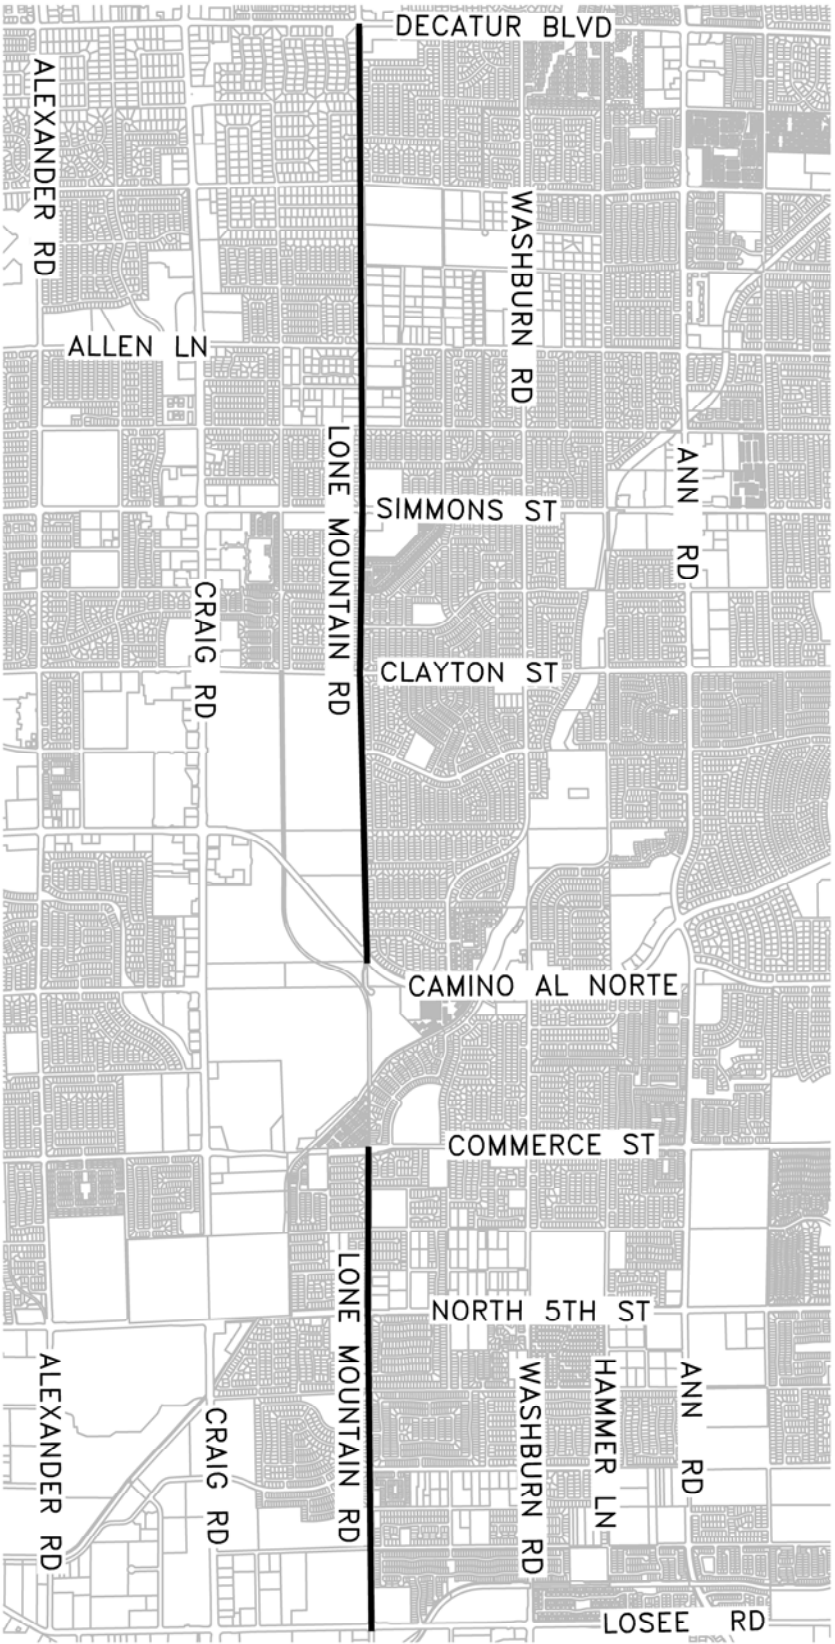 DECATUR BLVD
ALEXANDER RD
WASHBURN RD
ALLEN LN
LONE MOUNTAIN RD
ANN RD
SIMMONS ST
CRAIG RD
CLAYTON ST
CAMINO AL NORTE
COMMERCE ST
LONE MOUNTAIN RD
NORTH 5TH ST
ALEXANDER RD
CRAIG RD
WASHBURN RD
HAMMER LN
ANN RD
LOSEE RD